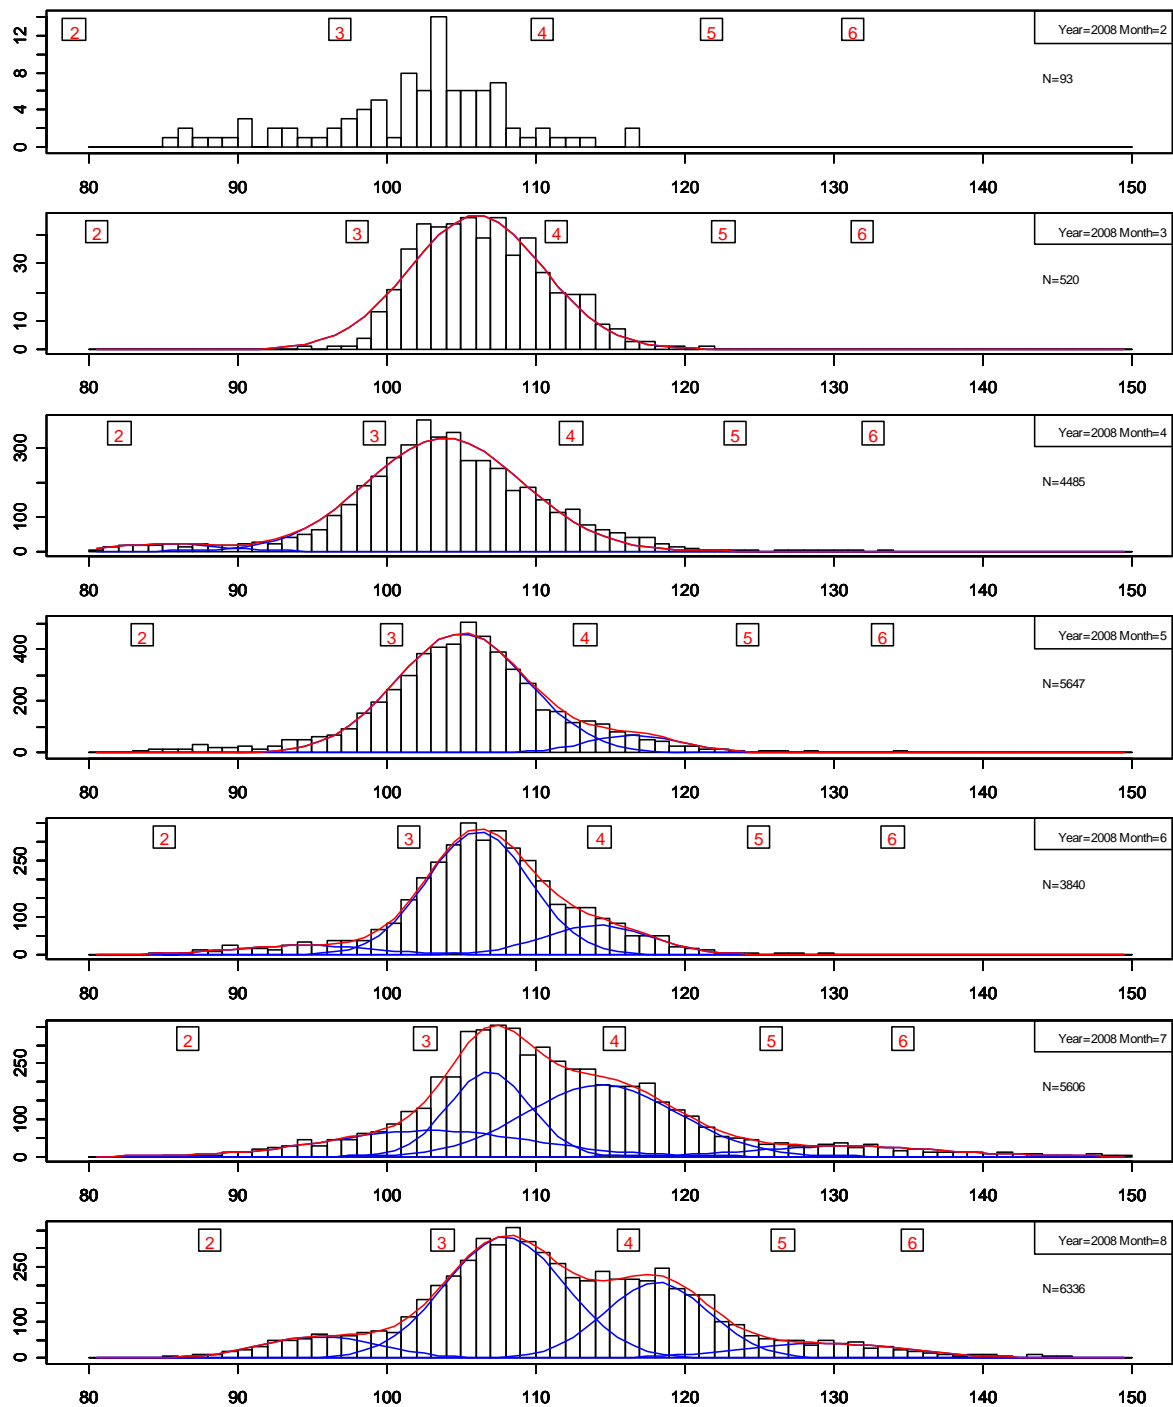 2 3 4 5 6 Year=2008 Month=2
N=93
0 4 8 12
80 90 100 110 120 130 140 150
2 3 4 5 6 Year=2008 Month=3
N=520
0 10 30
80 90 100 110 120 130 140 150
2 3 4 5 6 Year=2008 Month=4
N=4485
0 100 300
80 90 100 110 120 130 140 150
2 3 4 5 6 Year=2008 Month=5
N=5647
0 200 400
80 90 100 110 120 130 140 150
2 3 4 5 6 Year=2008 Month=6
N=3840
0 100 250
80 90 100 110 120 130 140 150
2 3 4 5 6 Year=2008 Month=7
N=5606
0 100 250
80 90 100 110 120 130 140 150
2 3 4 5 6 Year=2008 Month=8
N=6336
0 100 250
80 90 100 110 120 130 140 150